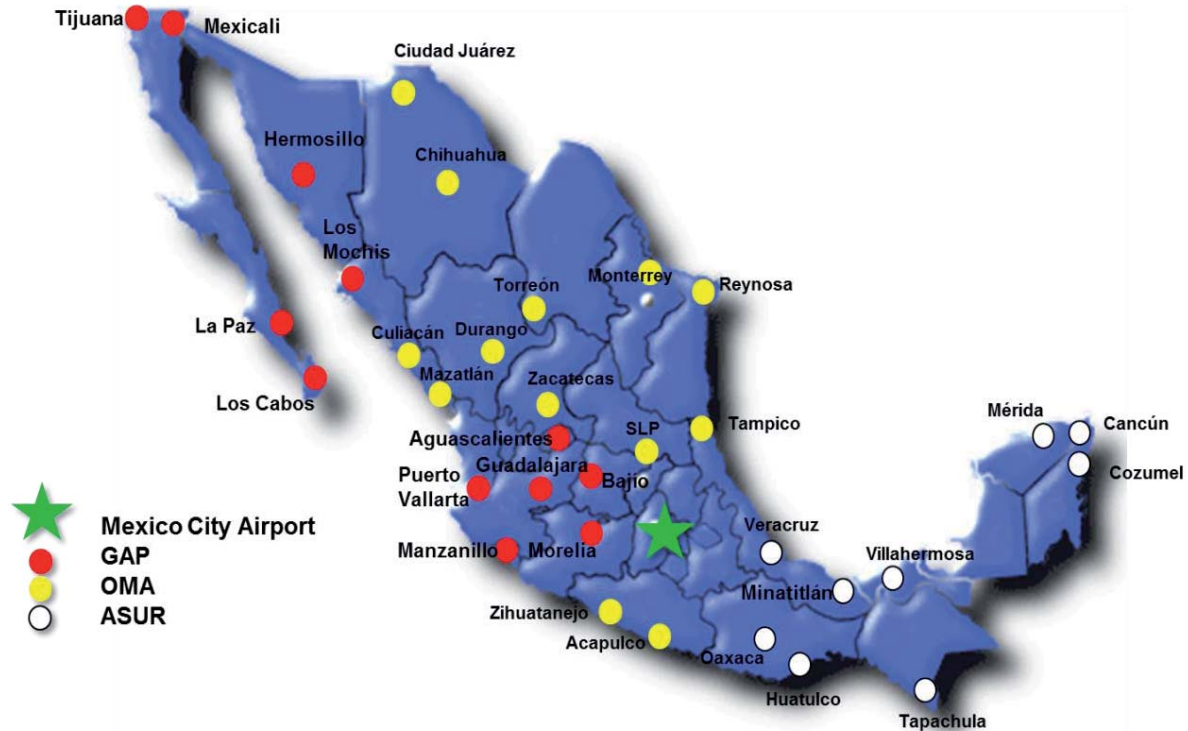 Tijuana
Mexicali
Ciudad Juárez
Hermosillo
Chihuahua
Los
Mochis
Monterrey
Reynosa
Torreón
La Paz
Culiacán
Durango
Mazatlán
Zacatecas
Los Cabos
Aguascalientes
SLP
Tampico
Mérida
Cancún
Puerto
Vallarta
Guadalajara
Bajío
Cozumel
Mexico City Airport
GAP
OMA
ASUR
Manzanillo
Morelia
Veracruz
Villahermosa
Minatitlán
Zihuatanejo
Acapulco
Oaxaca
Huatulco
Tapachula